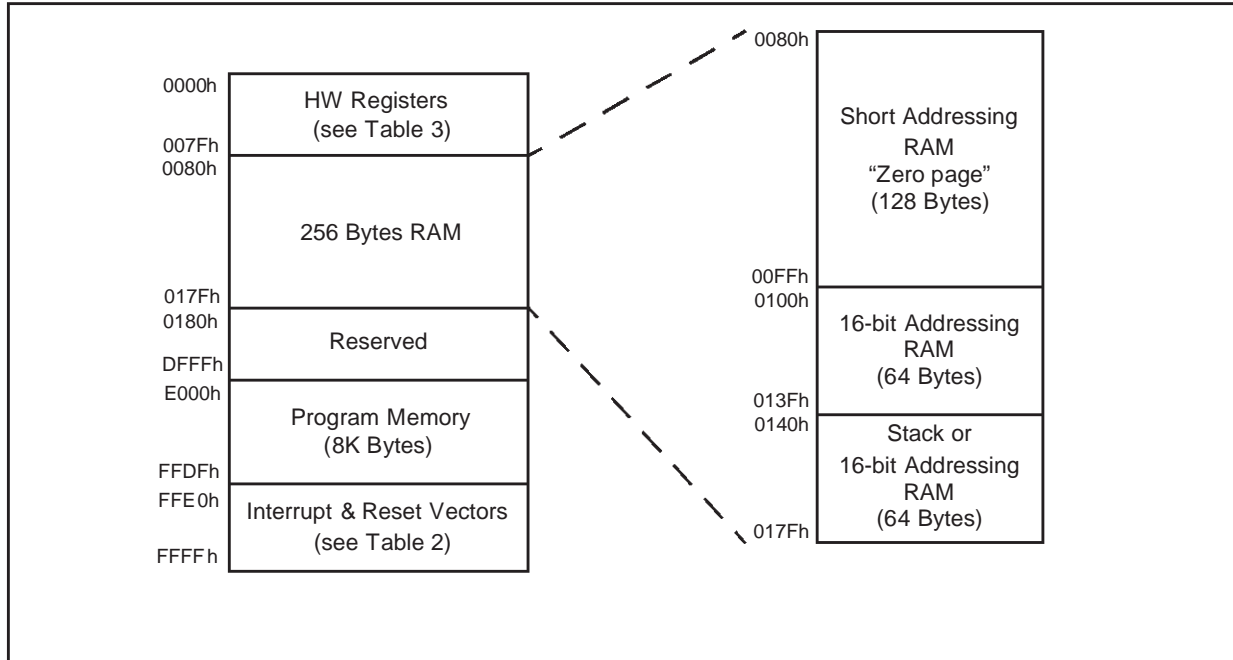 0000h
HW Registers
(see Table 3)
007Fh
0080h
256 Bytes RAM
017Fh
0180h
Reserved
DFFFh
E000h
Program Memory
(8K Bytes)
FFDFh
FFE0h
Interrupt & Reset Vectors
(see Table 2)
FFFFh
0080h
Short Addressing
RAM
“Zero page”
(128 Bytes)
00FFh
0100h
16-bit Addressing
RAM
(64 Bytes)
013Fh
0140h
Stack or
16-bit Addressing
RAM
(64 Bytes)
017Fh